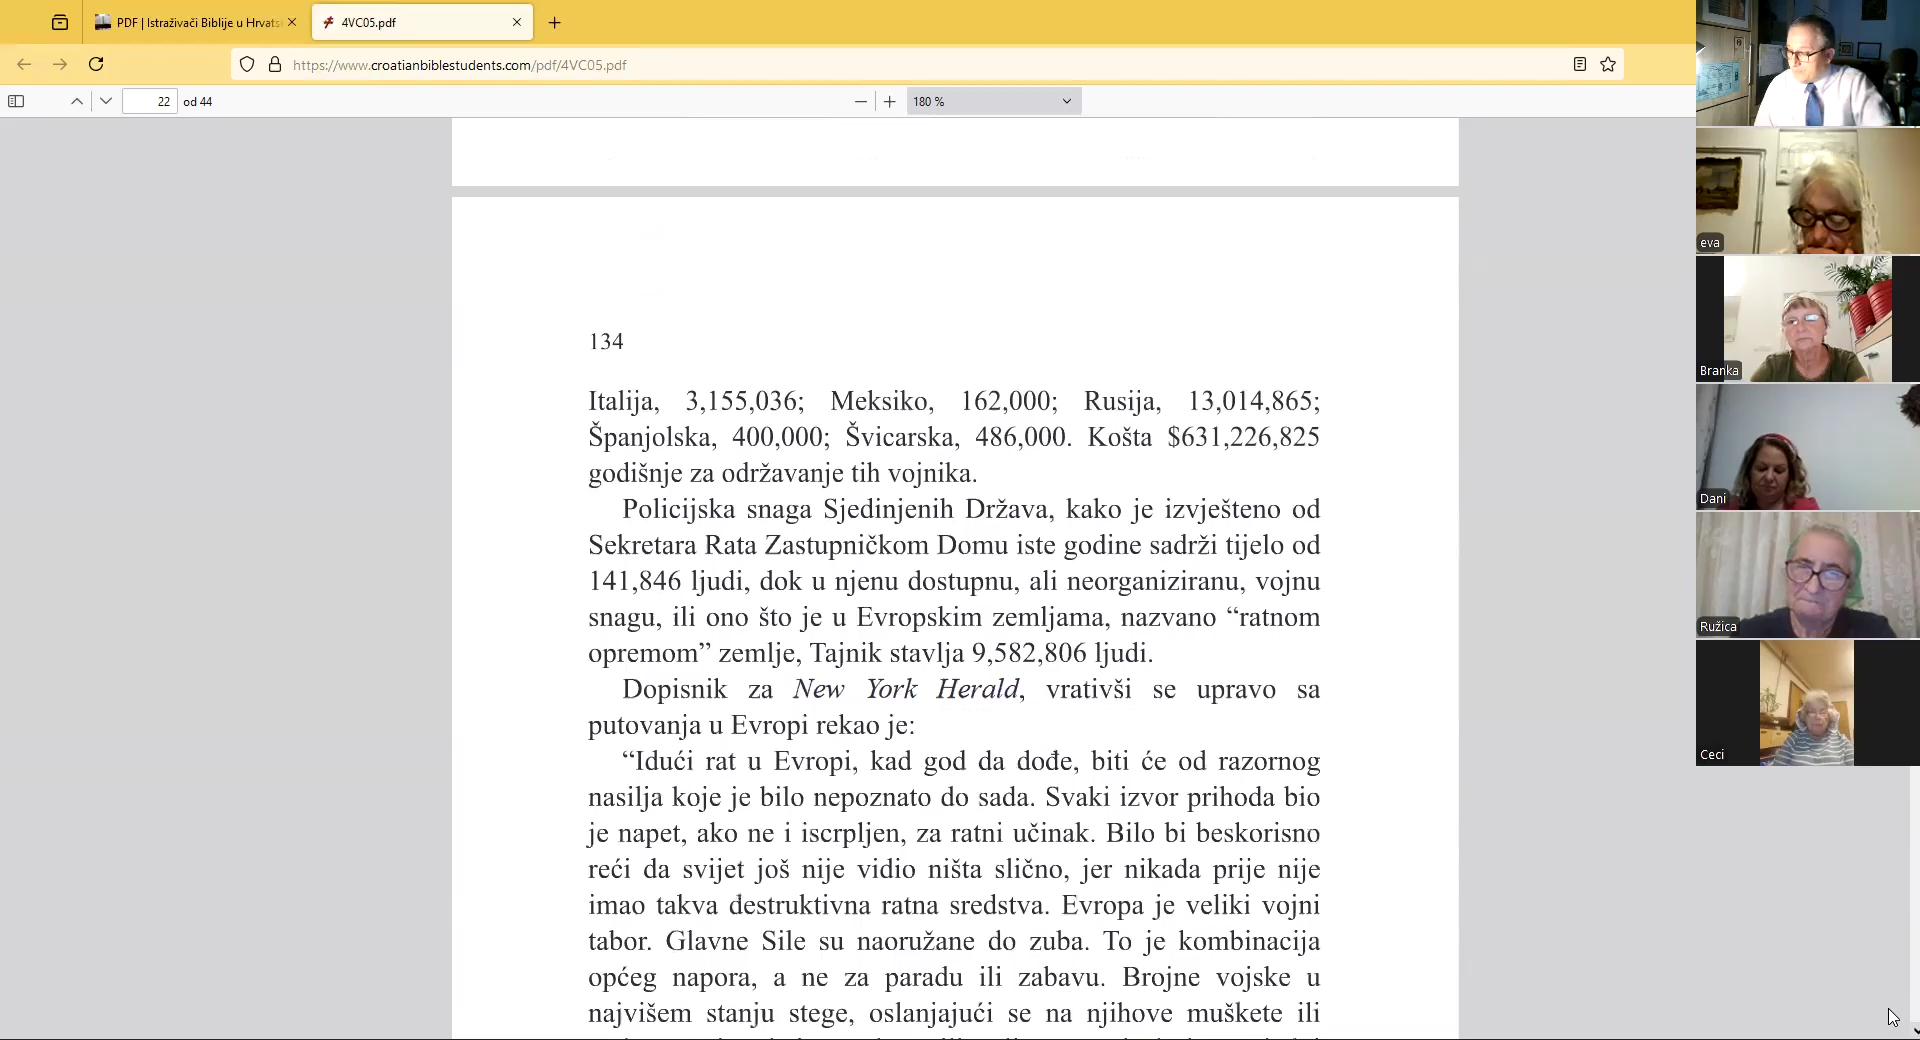 PDF | Istraživači Biblije u Hrvats
4VC05.pdf
https://www.croatianbiblestudents.com/pdf/4VC05.pdf
22 od 44
180 %
134
Italija, 3,155,036; Meksiko, 162,000; Rusija, 13,014,865;
Španjolska, 400,000; Švicarska, 486,000. Košta $631,226,825
godišnje za održavanje tih vojnika.
Policijska snaga Sjedinjenih Država, kako je izvješteno od
Sekretara Rata Zastupničkom Domu iste godine sadrži tijelo od
141,846 ljudi, dok u njenu dostupnu, ali neorganiziranu, vojnu
snagu, ili ono što je u Evropskim zemljama, nazvano “ratnom
opremom” zemlje, Tajnik stavlja 9,582,806 ljudi.
Dopisnik za New York Herald, vrativši se upravo sa
putovanja u Evropi rekao je:
“Idući rat u Evropi, kad god da dođe, biti će od razornog
nasilja koje je bilo nepoznato do sada. Svaki izvor prihoda bio
je napet, ako ne i iscrpljen, za ratni učinak. Bilo bi beskorisno
reći da svijet još nije vidio ništa slično, jer nikada prije nije
imao takva destruktivna ratna sredstva. Evropa je veliki vojni
tabor. Glavne Sile su naoružane do zuba. To je kombinacija
općeg napora, a ne za paradu ili zabavu. Brojne vojske u
najvišem stanju stege, oslanjajući se na njihove muškete ili
eva
Branka
Dani
Ružica
Ceci